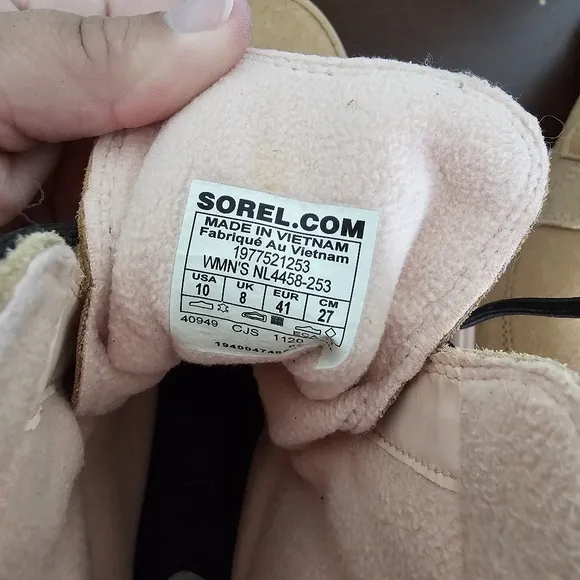 SOREL.COM
MADE IN VIETNAM
Fabriqué Au Vietnam
1977521253
WMN'S NL4458-253
USA UK EUR CM
10 8 41 27
40949 CJS 1120